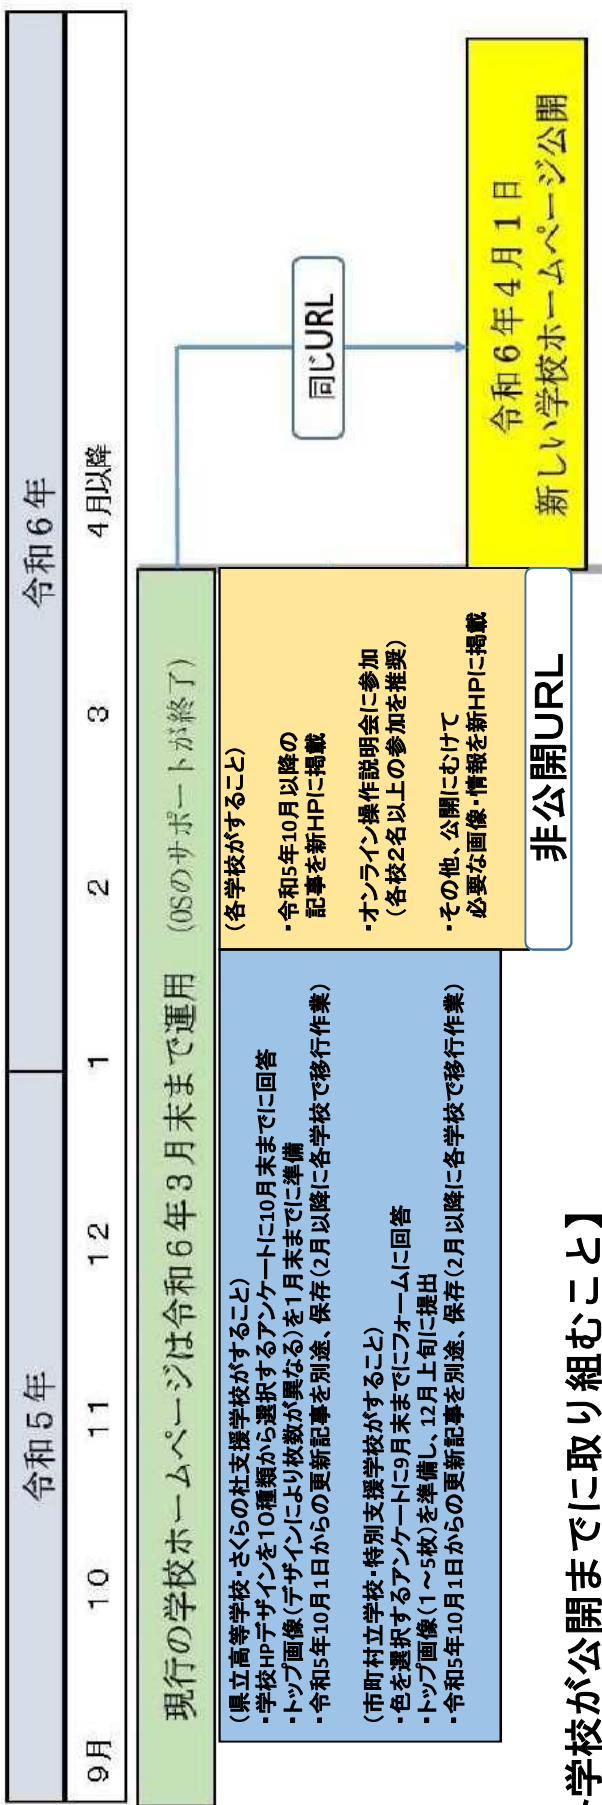 令和5年
令和6年
9月
10
11
12
1
2
3
4月以降
現行の学校ホームページは令和6年3月末まで運用 (OSのサポートが終了)
(県立高等学校・さくらの杜支援学校がすること)
・学校HPデザインを10種類から選択するアンケートに10月末までに回答
・トップ画像(デザインにより枚数が異なる)を1月末までに準備
・令和5年10月1日からの更新記事を別途、保存(2月以降に各学校で移行作業)
(市町村立学校・特別支援学校がすること)
・色を選択するアンケートに9月末までにフォームに回答
・トップ画像(1~5枚)を準備し、12月上旬に提出
・令和5年10月1日からの更新記事を別途、保存(2月以降に各学校で移行作業)
(各学校がすること)
・令和5年10月以降の
記事を新HPに掲載
・オンライン操作説明会に参加
(各校2名以上の参加を推奨)
・その他、公開にむけて
必要な画像・情報を新HPに掲載
非公開URL
同じURL
令和6年4月1日
新しい学校ホームページ公開
学校が公開までに取り組むこと】